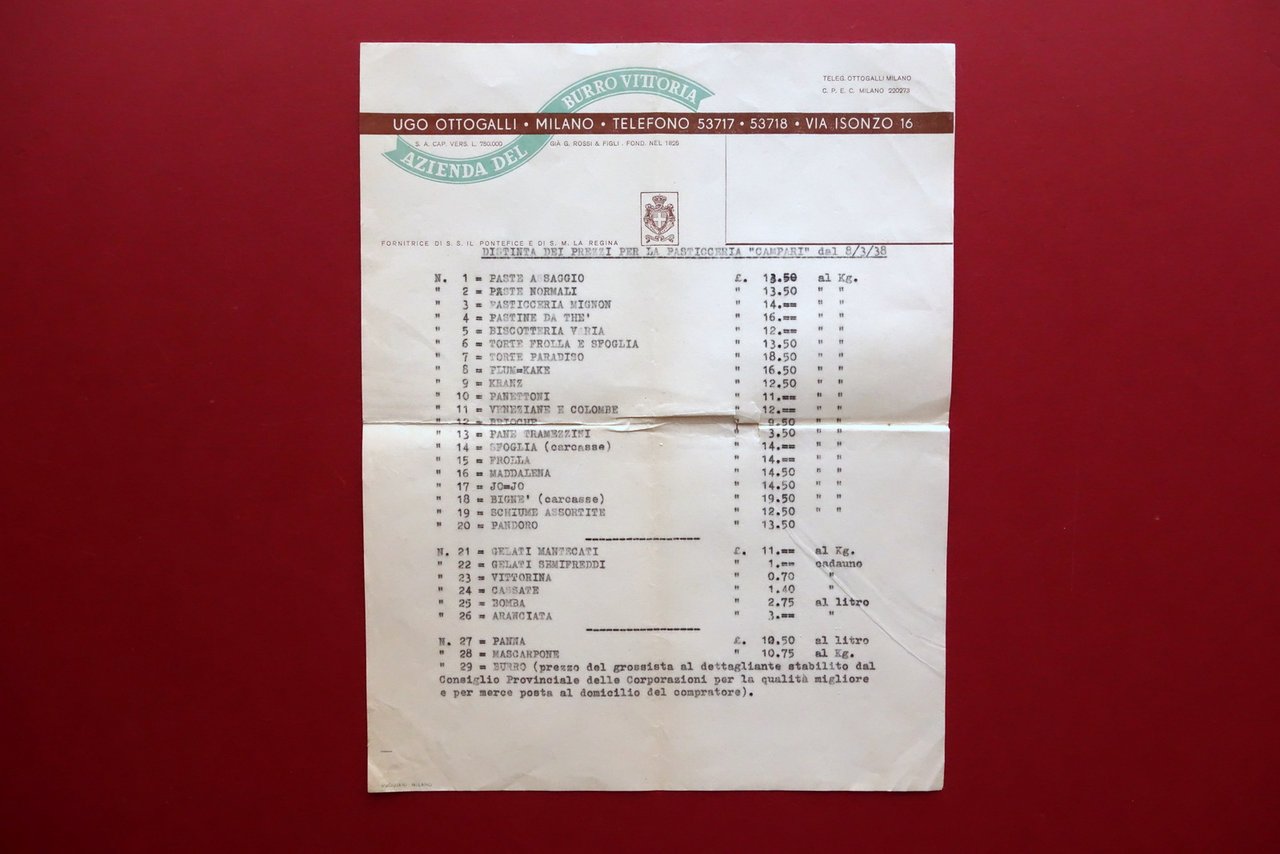 BURRO VITTORIA
TELEG. OTTOGALLI MILANO
C. P. E. C. MILANO 220273
UGO OTTOGALLI • MILANO • TELEFONO 53717 • 53718 • VIA ISONZO 16
S. A. CAP. VERS. L. 750.000
GIÀ G. ROSSI & FIGLI . FOND. NEL 1825
AZIENDA DEL
FORNITRICE DI S. S. IL PONTEFICE E DI S. M. LA REGINA
DISTINTA DEI PREZZI PER LA PASTICCERIA "CAMPARI" dal 8/3/38
N. 1 = PASTE ASSAGGIO £. 13.50 al Kg.
" 2 = PASTE NORMALI " 13.50 " "
" 3 = PASTICCERIA MIGNON " 14.== " "
" 4 = PASTINE DA THE' " 16.== " "
" 5 = BISCOTTERIA VARIA " 12.== " "
" 6 = TORTE FROLLA E SFOGLIA " 13.50 " "
" 7 = TORTE PARADISO " 18.50 " "
" 8 = PLUM=KAKE " 16.50 " "
" 9 = KRANZ " 12.50 " "
" 10 = PANETTONI " 11.== " "
" 11 = VENEZIANE E COLOMBE " 12.== " "
" 12 = BRIOCHE " 9.50 " "
" 13 = PANE TRAMEZZINI " 3.50 " "
" 14 = SFOGLIA (carcasse) " 14.== " "
" 15 = FROLLA " 14.== " "
" 16 = MADDALENA " 14.50 " "
" 17 = JO=JO " 14.50 " "
" 18 = BIGNE' (carcasse) " 19.50 " "
" 19 = SCHIUME ASSORTITE " 12.50 " "
" 20 = PANDORO " 13.50
N. 21 = GELATI MANTECATI £. 11.== al Kg.
" 22 = GELATI SEMIFREDDI " 1.== cadauno
" 23 = VITTORINA " 0.70 "
" 24 = CASSATE " 1.40 "
" 25 = BOMBA " 2.75 al litro
" 26 = ARANCIATA " 3.== "
N. 27 = PANNA £. 10.50 al litro
" 28 = MASCARPONE " 10.75 al Kg.
" 29 = BURRO (prezzo del grossista al dettagliante stabilito dal
Consiglio Provinciale delle Corporazioni per la qualità migliore
e per merce posta al domicilio del compratore).
MILANO